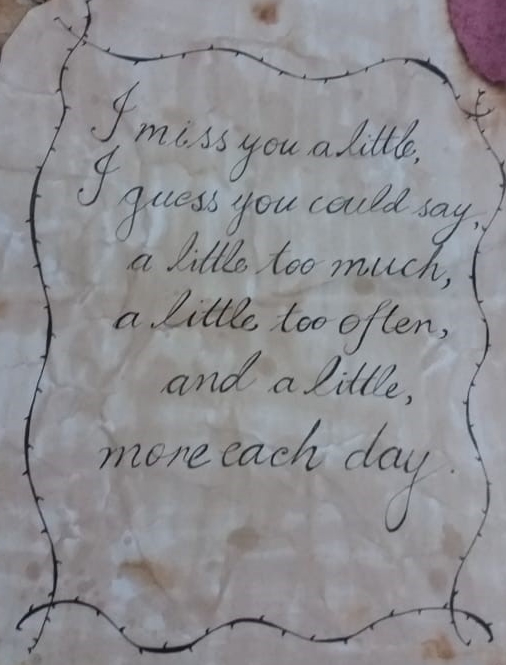 I miss you a little,
I guess you could say,
a little too much,
a little too often,
and a little,
more each day.